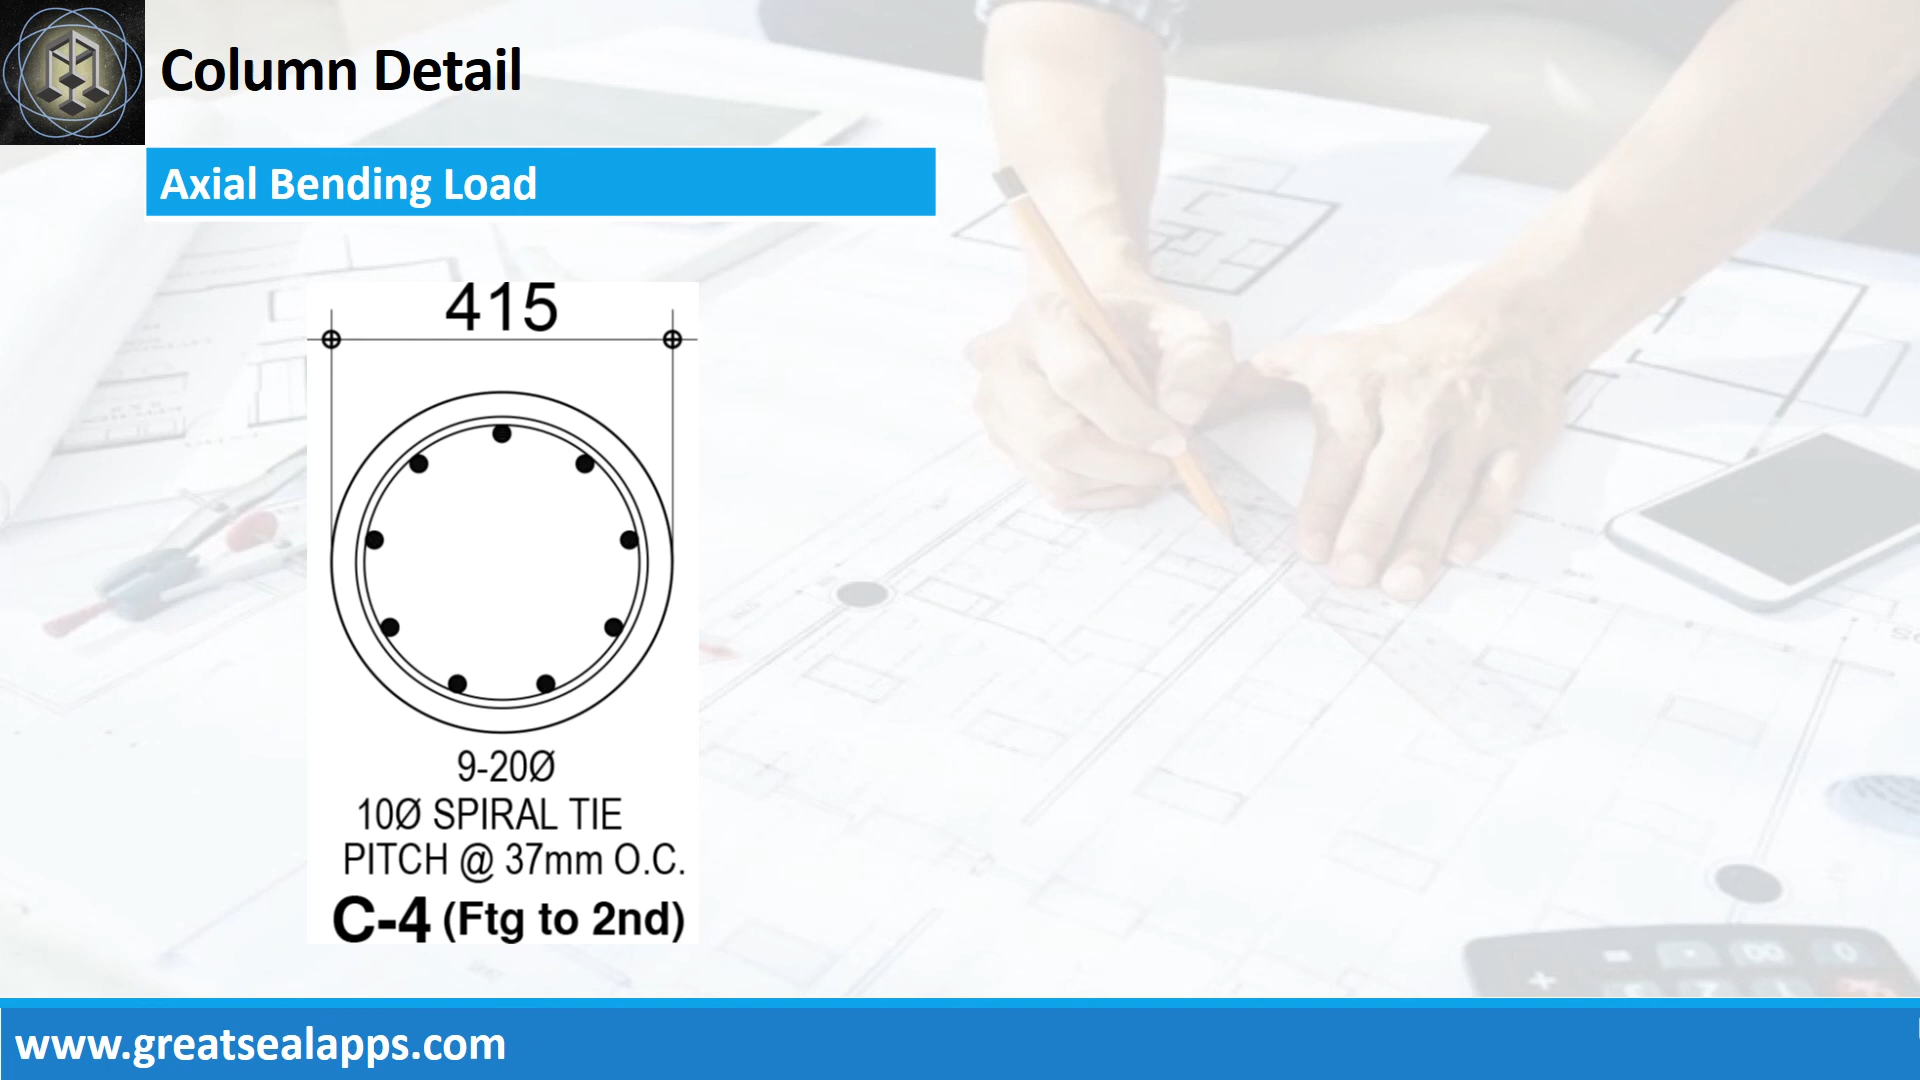 Column Detail
Axial Bending Load
415
9-20Ø
10Ø SPIRAL TIE
PITCH @ 37mm O.C.
C-4 (Ftg to 2nd)
www.greatsealapps.com